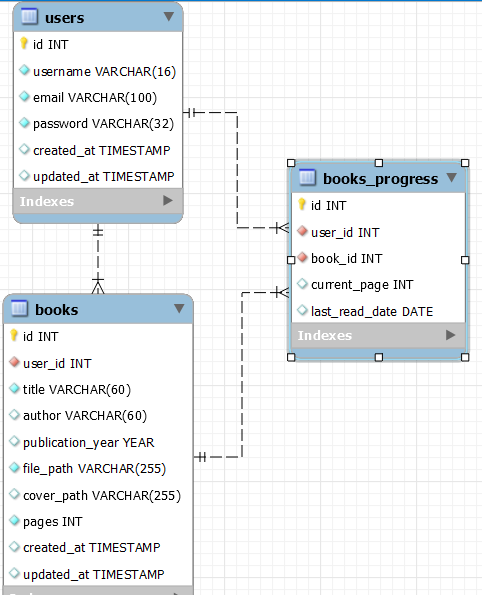 users
id INT
username VARCHAR(16)
email VARCHAR(100)
password VARCHAR(32)
created_at TIMESTAMP
updated_at TIMESTAMP
Indexes
books_progress
id INT
user_id INT
book_id INT
current_page INT
last_read_date DATE
Indexes
books
id INT
user_id INT
title VARCHAR(60)
author VARCHAR(60)
publication_year YEAR
file_path VARCHAR(255)
cover_path VARCHAR(255)
pages INT
created_at TIMESTAMP
updated_at TIMESTAMP